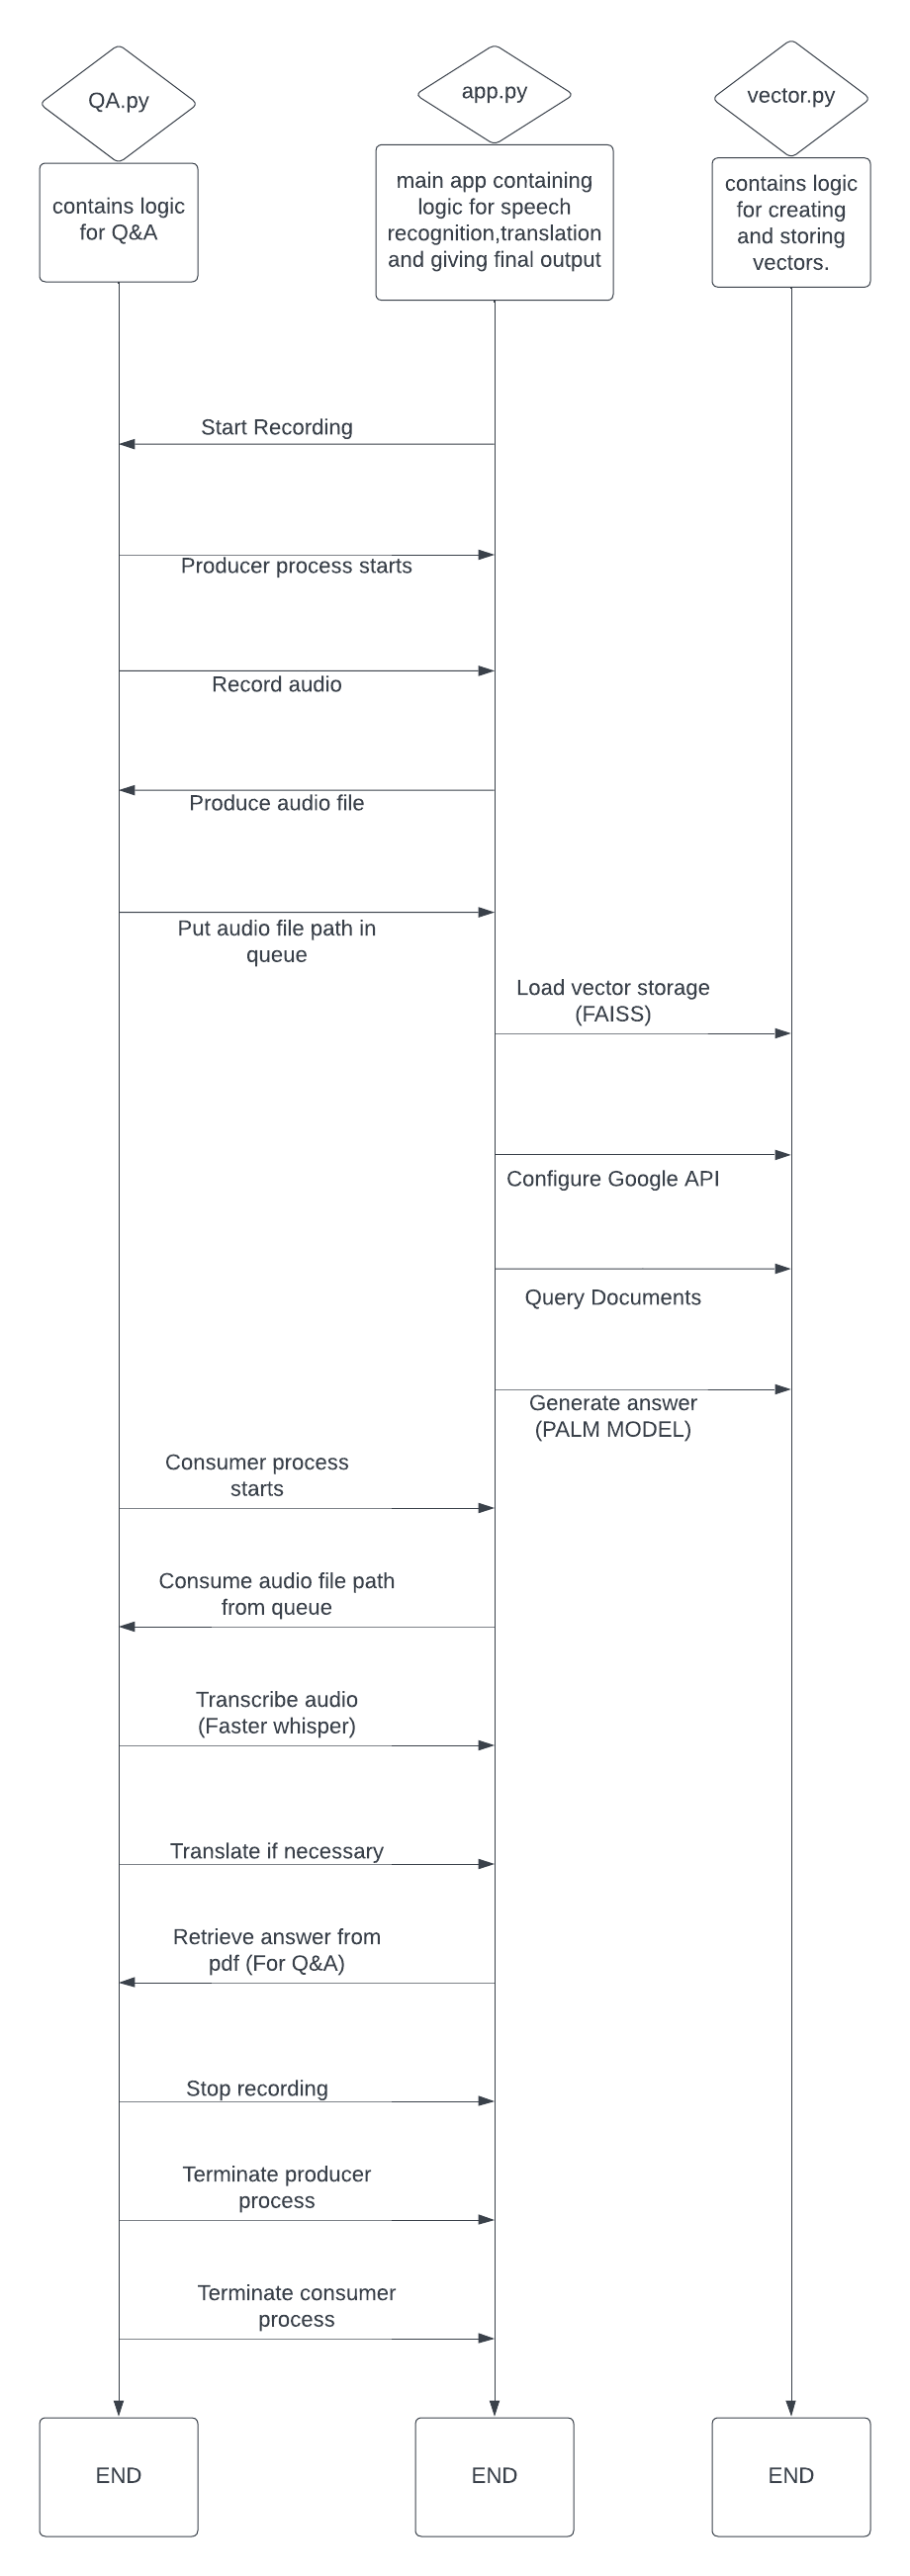 QA.py
app.py
vector.py
contains logic
for Q&A
main app containing
logic for speech
recognition,translation
and giving final output
contains logic
for creating
and storing
vectors.
Start Recording
Producer process starts
Record audio
Produce audio file
Put audio file path in
queue
Load vector storage
(FAISS)
Configure Google API
Query Documents
Generate answer
(PALM MODEL)
Consumer process
starts
Consume audio file path
from queue
Transcribe audio
(Faster whisper)
Translate if necessary
Retrieve answer from
pdf (For Q&A)
Stop recording
Terminate producer
process
Terminate consumer
process
END
END
END